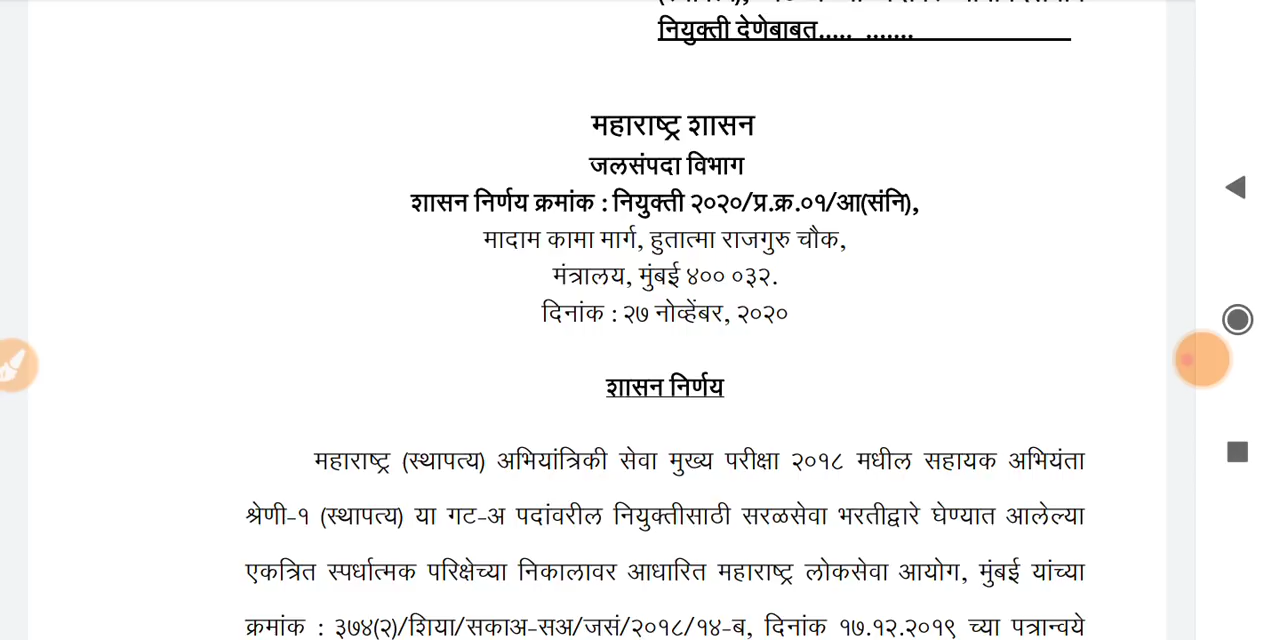 नियुक्ती देणेबाबत..... .......
महाराष्ट्र शासन
जलसंपदा विभाग
शासन निर्णय क्रमांक : नियुक्ती २०२०/प्र.क्र.०१/आ(संनि),
मादाम कामा मार्ग, हुतात्मा राजगुरु चौक,
मंत्रालय, मुंबई ४०० ०३२.
दिनांक : २७ नोव्हेंबर, २०२०
शासन निर्णय
महाराष्ट्र (स्थापत्य) अभियांत्रिकी सेवा मुख्य परीक्षा २०१८ मधील सहायक अभियंता
श्रेणी-१ (स्थापत्य) या गट-अ पदांवरील नियुक्तीसाठी सरळसेवा भरतीद्वारे घेण्यात आलेल्या
एकत्रित स्पर्धात्मक परिक्षेच्या निकालावर आधारित महाराष्ट्र लोकसेवा आयोग, मुंबई यांच्या
क्रमांक : ३७४(२)/शिया/सकाअ-सअ/जसं/२०१८/१४-ब, दिनांक १७.१२.२०१९ च्या पत्रान्वये